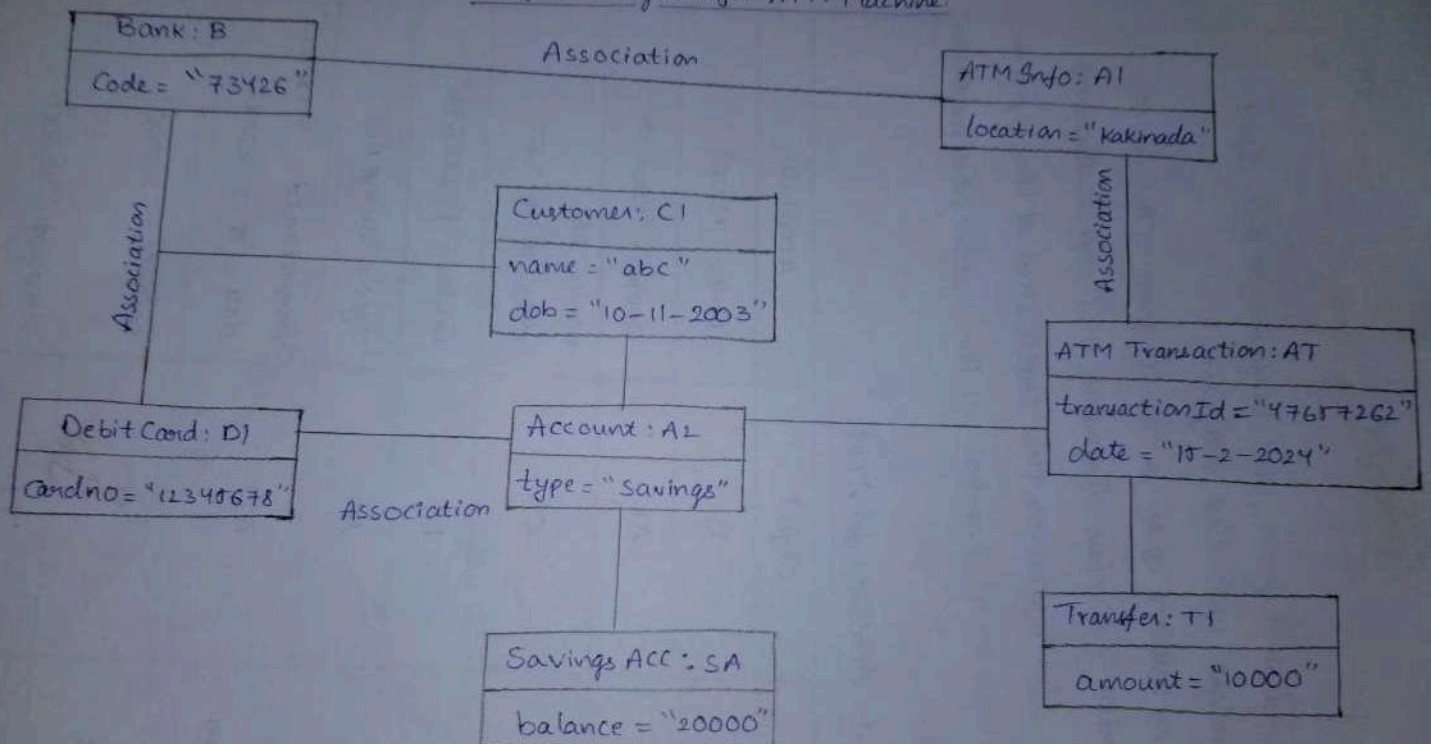 Machine
Bank: B
Code = "73426"
Association
ATM Info: A1
location = "Kakinada"
Association
Association
Customer: C1
name = "abc"
dob = "10-11-2003"
ATM Transaction: AT
transactionId = "47657262"
date = "15-2-2024"
Debit Card: D1
Cardno = "12345678"
Association
Account: A2
type = "Savings"
Transfer: T1
amount = "10000"
Savings ACC: SA
balance = "20000"